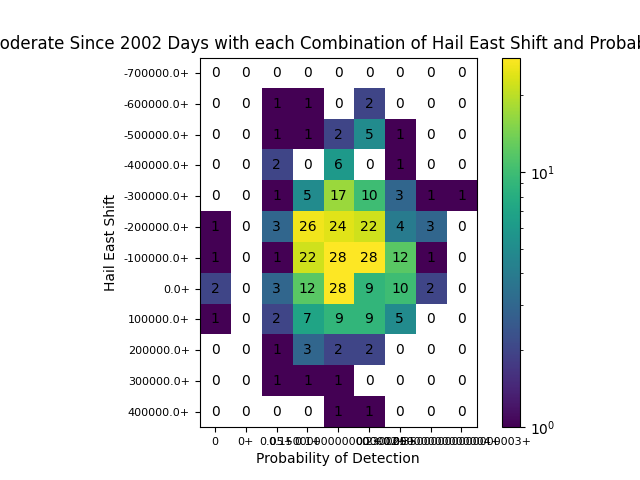 oderate Since 2002 Days with each Combination of Hail East Shift and Probab
-700000.0+ 0 0 0 0 0 0 0 0 0
-600000.0+ 0 0 1 1 0 2 0 0 0
-500000.0+ 0 0 1 1 2 5 1 0 0
-400000.0+ 0 0 2 0 6 0 1 0 0
-300000.0+ 0 0 1 5 17 10 3 1 1
-200000.0+ 1 0 3 26 24 22 4 3 0
-100000.0+ 1 0 1 22 28 28 12 1 0
0.0+ 2 0 3 12 28 9 10 2 0
100000.0+ 1 0 2 7 9 9 5 0 0
200000.0+ 0 0 1 3 2 2 0 0 0
300000.0+ 0 0 1 1 1 0 0 0 0
400000.0+ 0 0 0 0 1 1 0 0 0
0 0+
Probability of Detection
Hail East Shift
10¹
10⁰